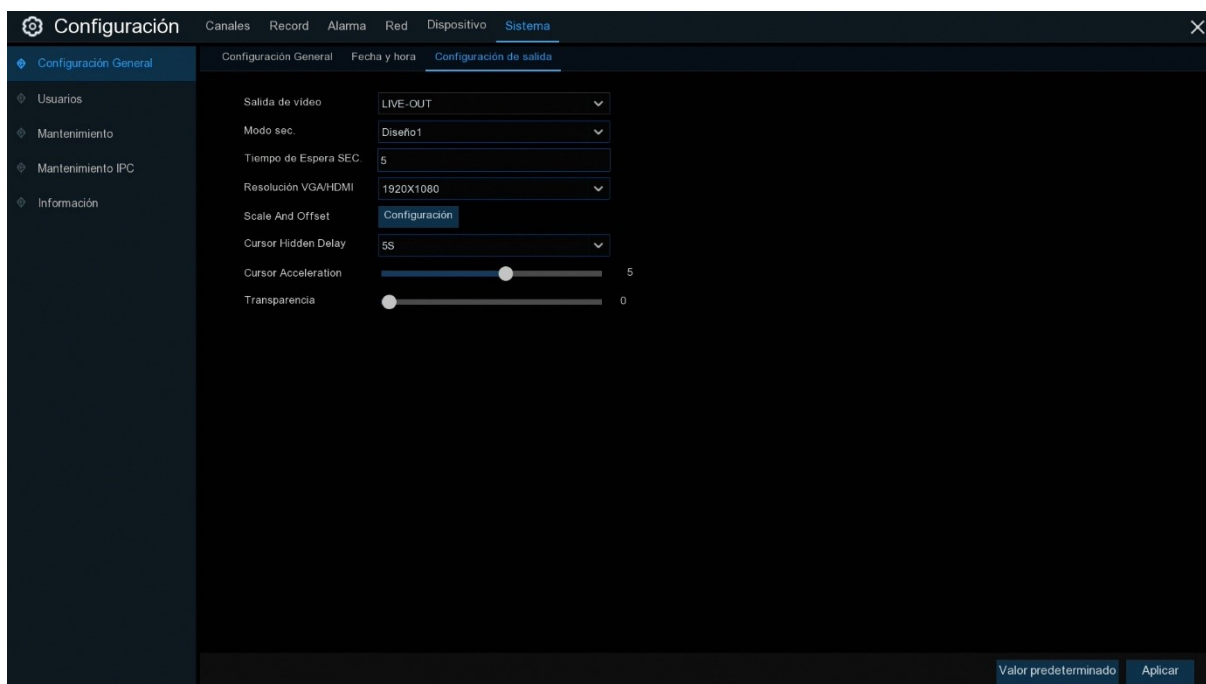 Configuración
Canales Record Alarma Red Dispositivo Sistema
Configuración General
Usuarios
Mantenimiento
Mantenimiento IPC
Información
Configuración General Fecha y hora Configuración de salida
Salida de vídeo LIVE-OUT
Modo sec. Diseño1
Tiempo de Espera SEC. 5
Resolución VGA/HDMI 1920X1080
Scale And Offset Configuración
Cursor Hidden Delay 5S
Cursor Acceleration 5
Transparencia 0
Valor predeterminado Aplicar